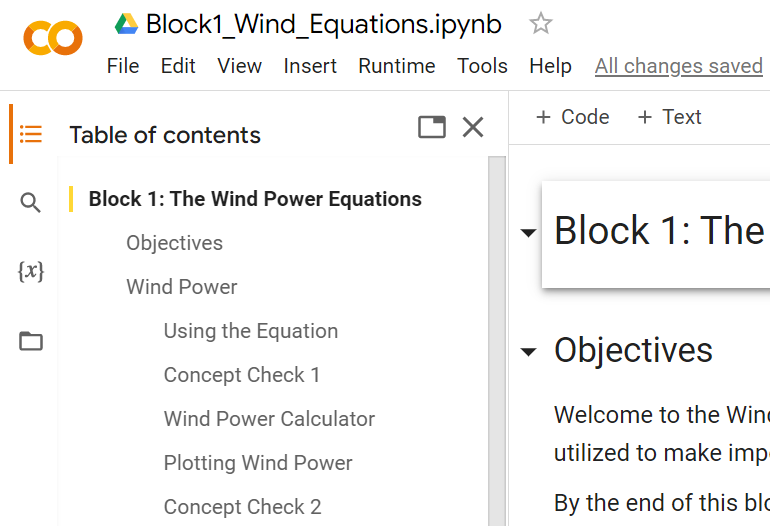 Block1_Wind_Equations.ipynb
File Edit View Insert Runtime Tools Help All changes saved
Table of contents
+ Code + Text
Block 1: The Wind Power Equations
Objectives
Wind Power
Using the Equation
Concept Check 1
Wind Power Calculator
Plotting Wind Power
Concept Check 2
{x}
Block 1: The
Objectives
Welcome to the Wind
utilized to make imp
By the end of this blo